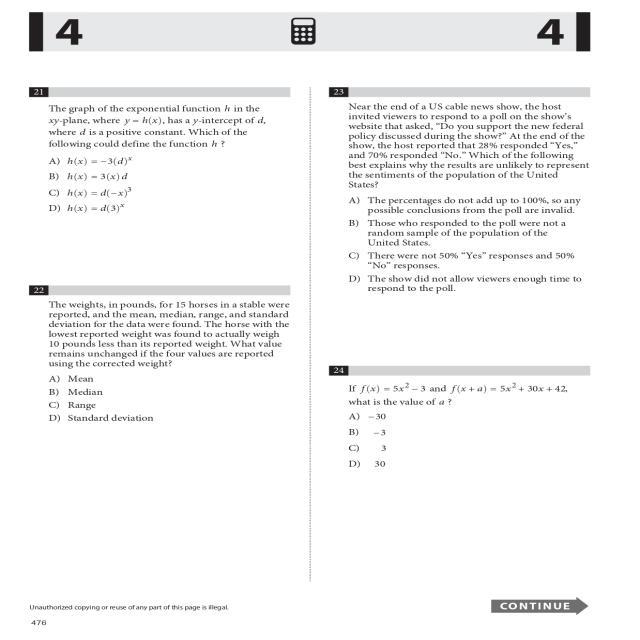 4
4
21
The graph of the exponential function h in the
xy-plane, where y = h(x), has a y-intercept of d,
where d is a positive constant. Which of the
following could define the function h ?
A) h(x) = −3(d)ˣ
B) h(x) = 3(x)d
C) h(x) = d(−x)³
D) h(x) = d(3)ˣ
22
The weights, in pounds, for 15 horses in a stable were
reported, and the mean, median, range, and standard
deviation for the data were found. The horse with the
lowest reported weight was found to actually weigh
10 pounds less than its reported weight. What value
remains unchanged if the four values are reported
using the corrected weight?
A) Mean
B) Median
C) Range
D) Standard deviation
23
Near the end of a US cable news show, the host
invited viewers to respond to a poll on the show's
website that asked, "Do you support the new federal
policy discussed during the show?" At the end of the
show, the host reported that 28% responded "Yes,"
and 70% responded "No." Which of the following
best explains why the results are unlikely to represent
the sentiments of the population of the United
States?
A) The percentages do not add up to 100%, so any
possible conclusions from the poll are invalid.
B) Those who responded to the poll were not a
random sample of the population of the
United States.
C) There were not 50% "Yes" responses and 50%
"No" responses.
D) The show did not allow viewers enough time to
respond to the poll.
24
If f(x) = 5x² − 3 and f(x + a) = 5x² + 30x + 42,
what is the value of a ?
A) −30
B) −3
C) 3
D) 30
Unauthorized copying or reuse of any part of this page is illegal.
CONTINUE
476